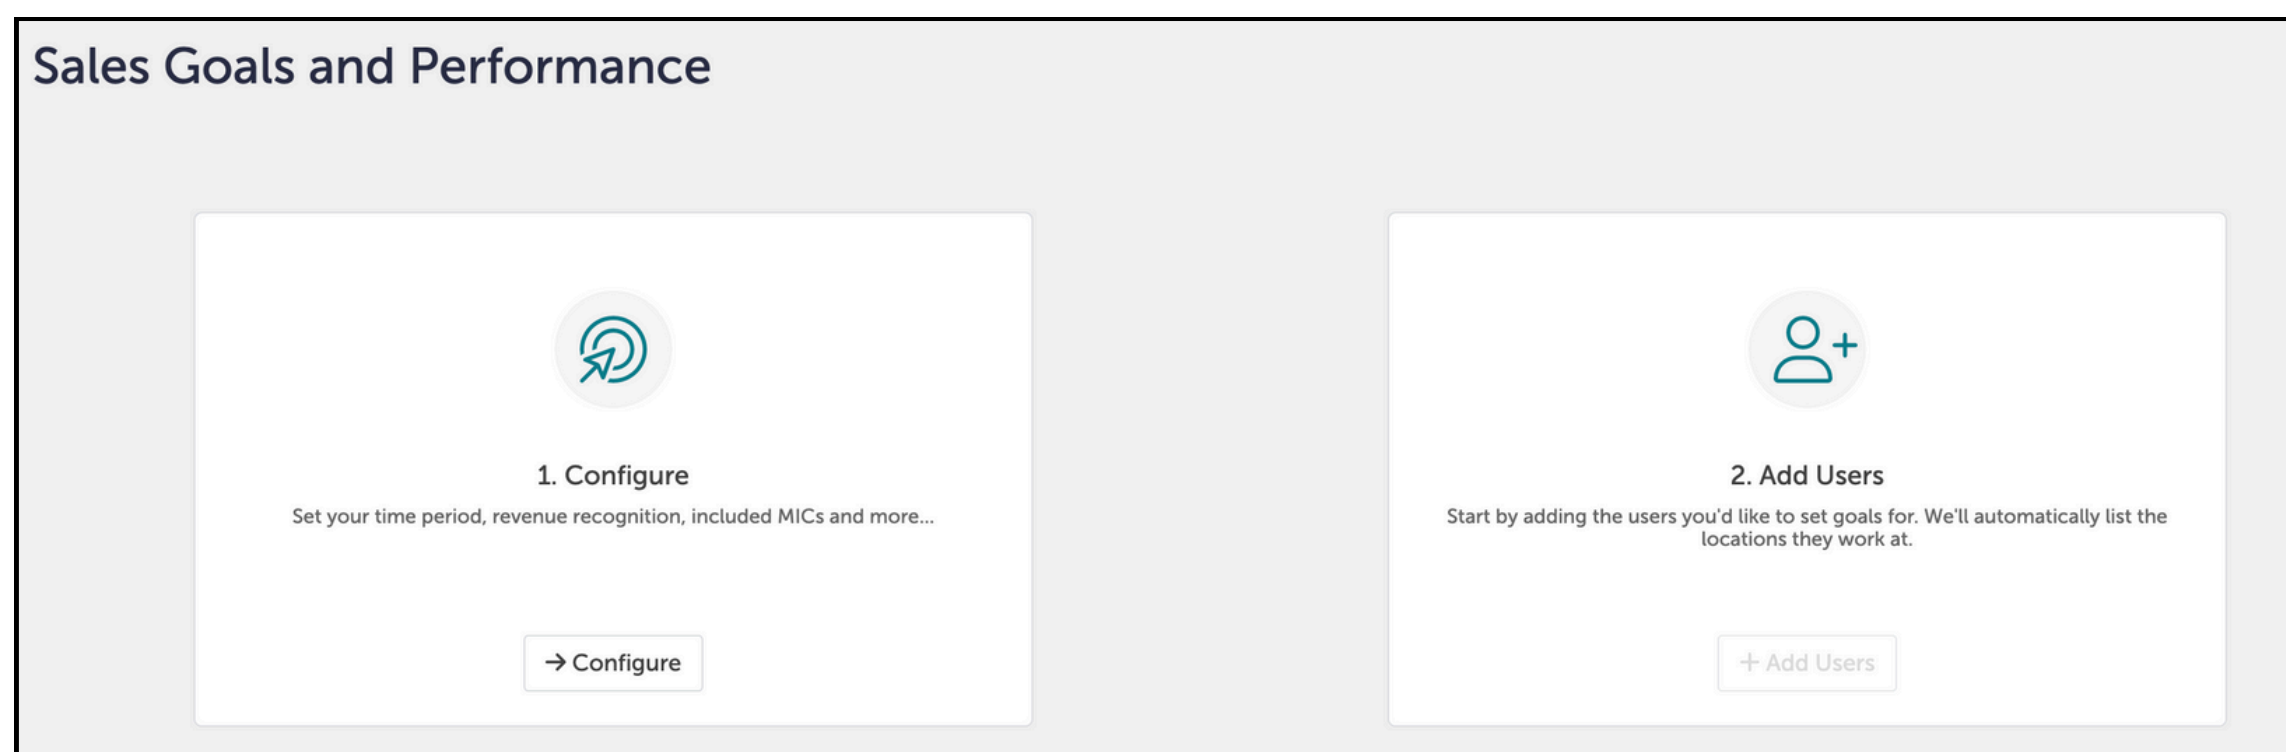 Sales Goals and Performance
1. Configure
Set your time period, revenue recognition, included MICs and more...
→ Configure
2. Add Users
Start by adding the users you'd like to set goals for. We'll automatically list the
locations they work at.
+ Add Users